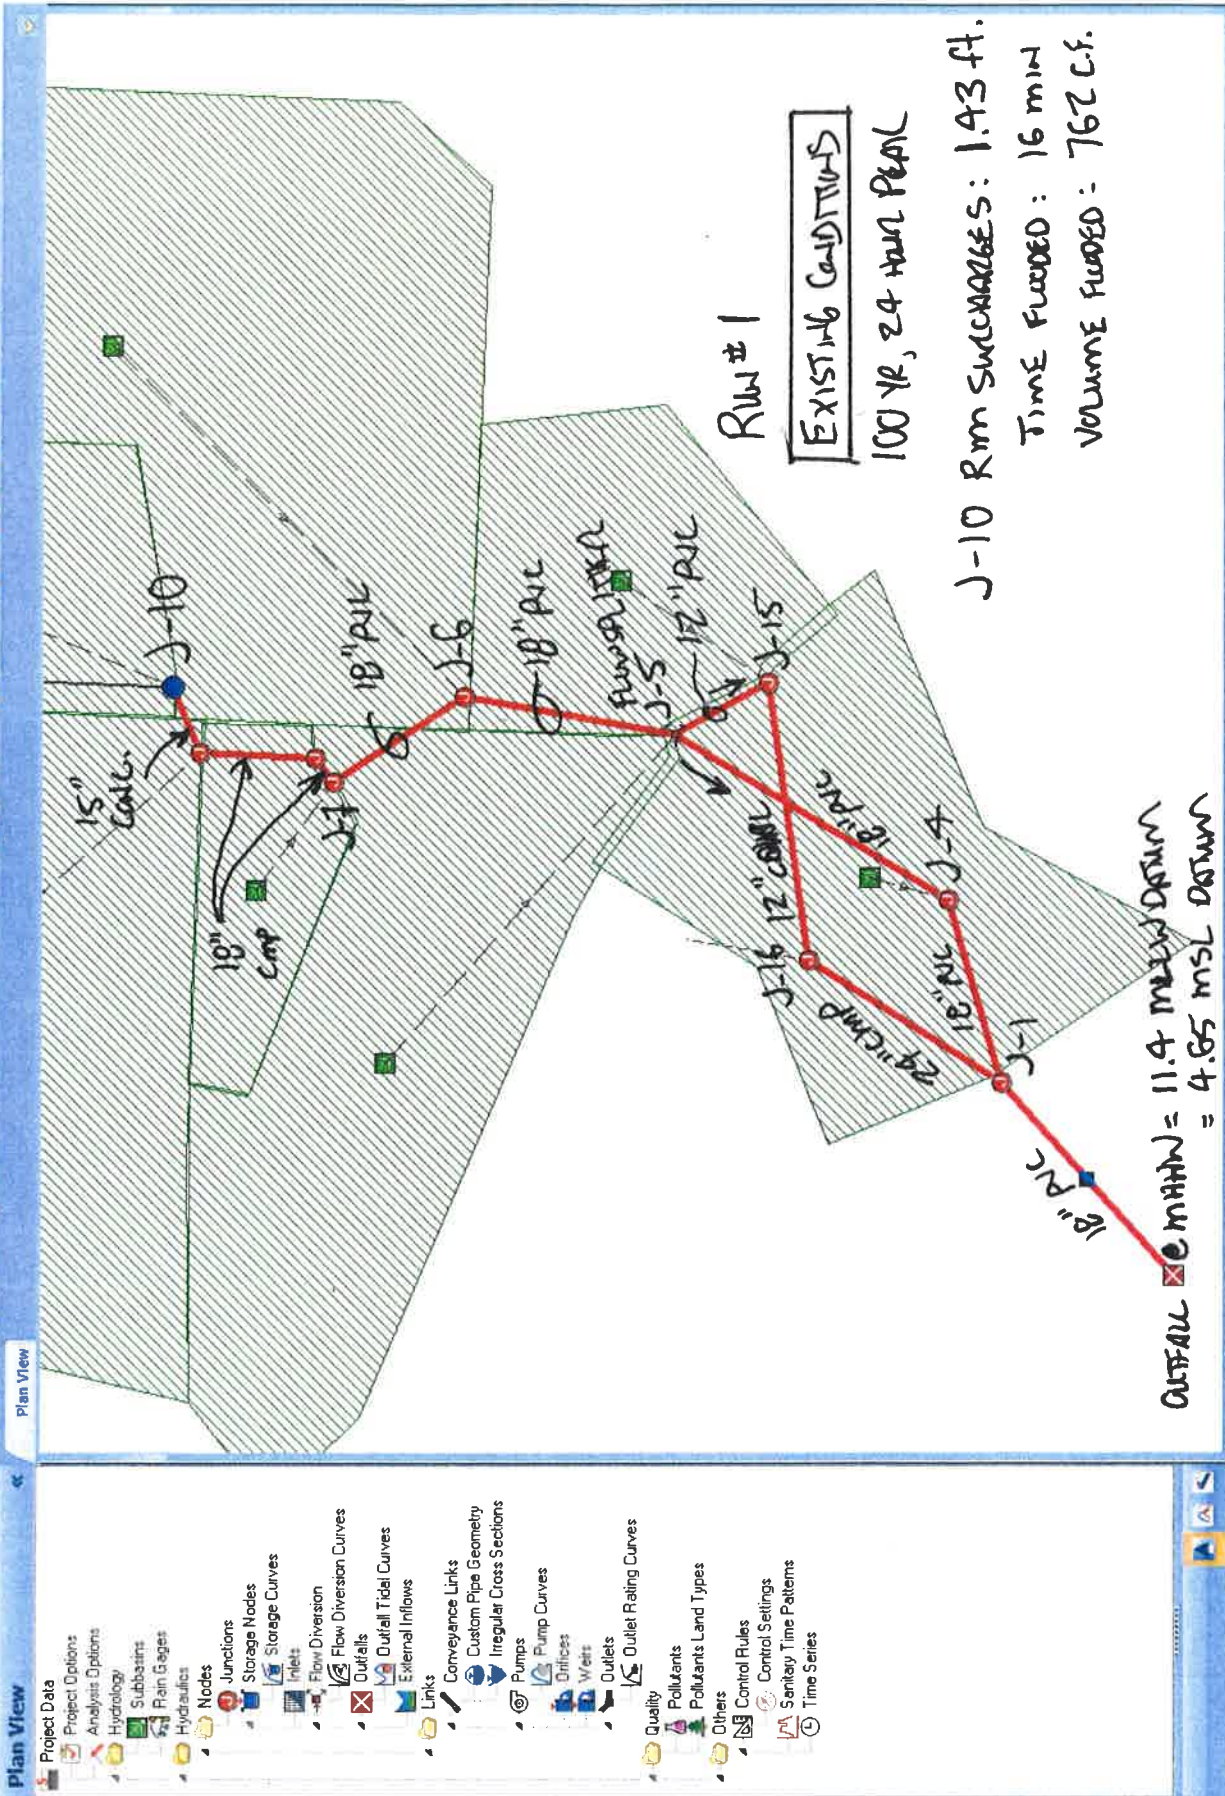 Plan View
Project Data
Project Options
Analysis Options
Hydrology
Subbasins
Rain Gages
Hydraulics
Nodes
Junctions
Storage Nodes
Storage Curves
Inlets
Flow Diversion
Flow Diversion Curves
Outfalls
Outfall Tidal Curves
External Inflows
Links
Conveyance Links
Custom Pipe Geometry
Irregular Cross Sections
Pumps
Pump Curves
Orifices
Weirs
Outlets
Outlet Rating Curves
Quality
Pollutants
Pollutants Land Types
Others
Control Rules
Control Settings
Sanitary Time Patterns
Time Series
«
Plan View
15"
CONC.
J-10
18"
CMP
J-7
18" PVC
J-6
18" PVC
FLOW SPLITTER
J-5
12" PVC
J-15
J-16
12" CONC
18" PVC
J-4
24" CMP
18" PVC
J-1
18" PVC
OUTFALL @ MHHW = 11.4 MLLW DATUM
= 4.65 MSL DATUM
RUN # 1
EXISTING CONDITIONS
100 YR, 24 HOUR PEAK
J-10 RIM SURCHARGES: 1.43 ft.
TIME FLOODED: 16 MIN
VOLUME FLOODED: 762 C.F.